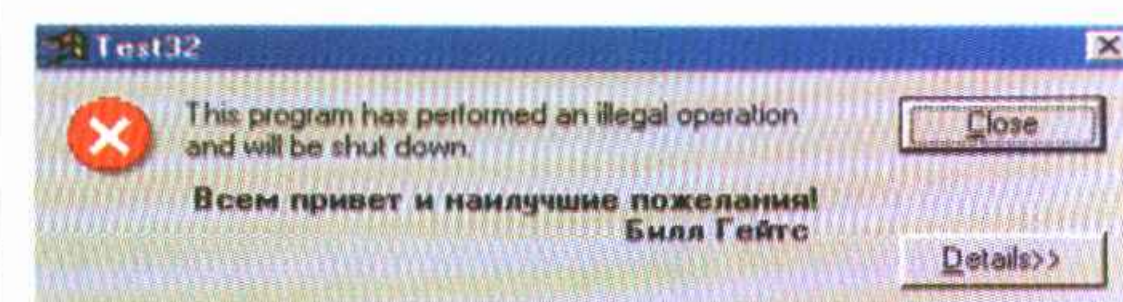 Test32
This program has performed an illegal operation
and will be shut down.
Close
Всем привет и наилучшие пожелания!
Билл Гейтс
Details>>